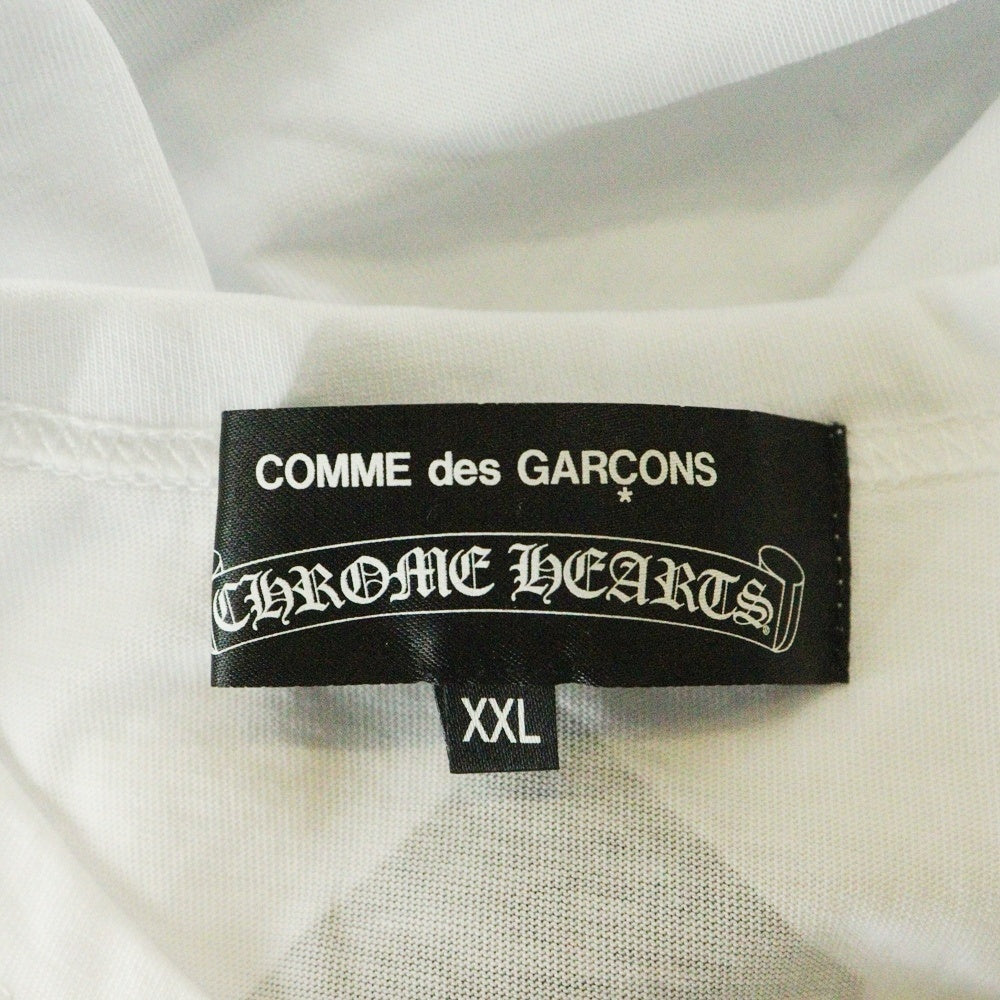 COMME des GARÇONS
*
CHROME HEARTS
XXL